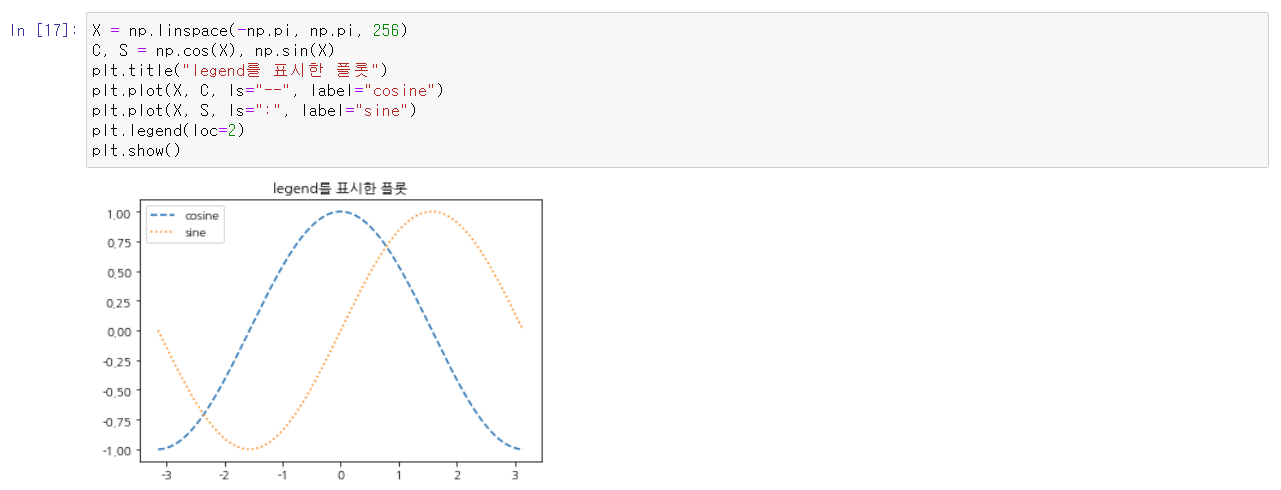 In [17]:
X = np.linspace(-np.pi, np.pi, 256)
C, S = np.cos(X), np.sin(X)
plt.title("legend를 표시한 플롯")
plt.plot(X, C, ls="--", label="cosine")
plt.plot(X, S, ls=":", label="sine")
plt.legend(loc=2)
plt.show()
legend를 표시한 플롯
cosine
sine
1.00
0.75
0.50
0.25
0.00
-0.25
-0.50
-0.75
-1.00
-3 -2 -1 0 1 2 3